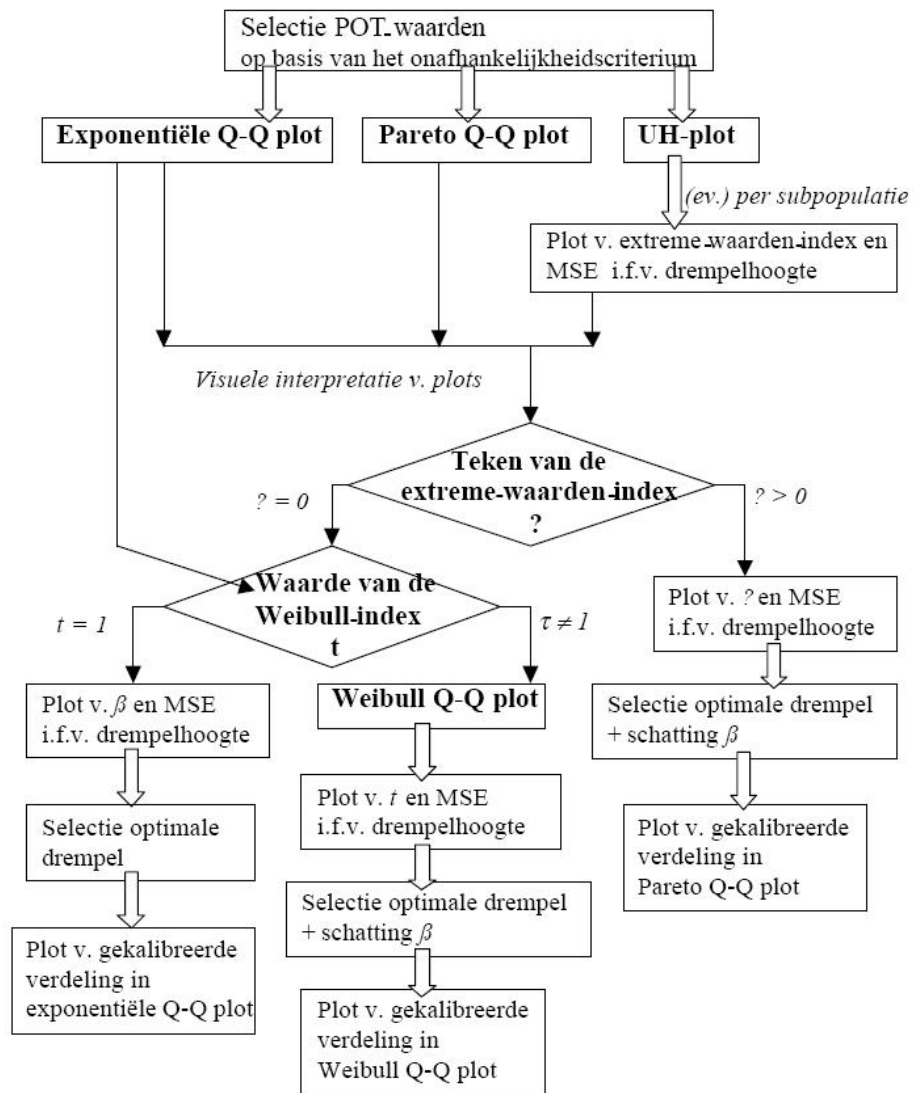 Selectie POT-waarden
op basis van het onafhankelijkheidscriterium
Exponentiële Q-Q plot
Pareto Q-Q plot
UH-plot
(ev.) per subpopulatie
Plot v. extreme-waarden-index en
MSE i.f.v. drempelhoogte
Visuele interpretatie v. plots
Teken van de
extreme-waarden-index
?
? = 0
? > 0
Waarde van de
Weibull-index
t
t = 1
τ ≠ 1
Plot v. ? en MSE
i.f.v. drempelhoogte
Plot v. β en MSE
i.f.v. drempelhoogte
Weibull Q-Q plot
Selectie optimale drempel
+ schatting β
Plot v. t en MSE
i.f.v. drempelhoogte
Selectie optimale
drempel
Plot v. gekalibreerde
verdeling in
Pareto Q-Q plot
Selectie optimale drempel
+ schatting β
Plot v. gekalibreerde
verdeling in
exponentiële Q-Q plot
Plot v. gekalibreerde
verdeling in
Weibull Q-Q plot